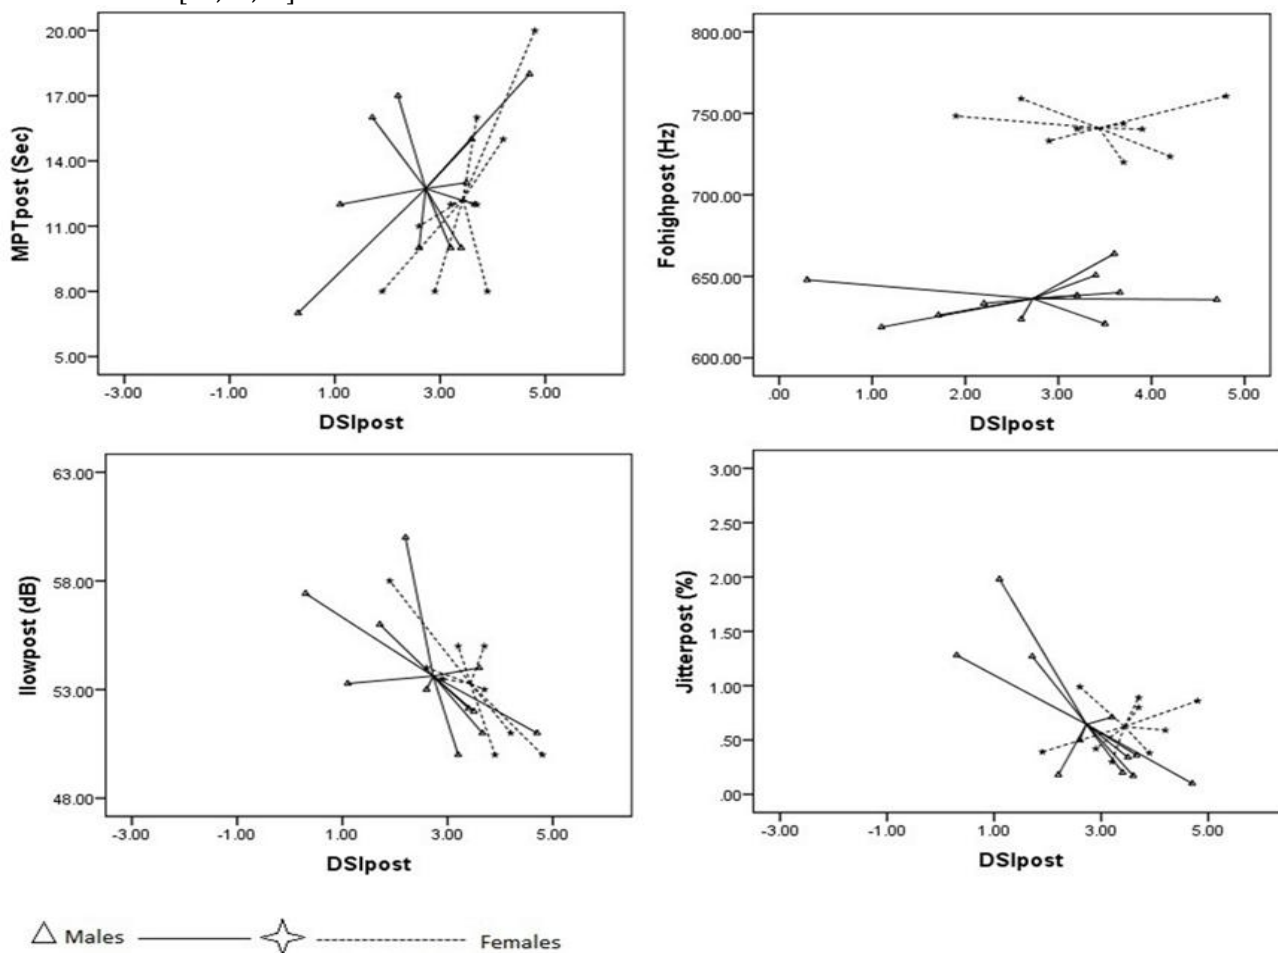 20.00
17.00
14.00
11.00
8.00
5.00
MPTpost (Sec)
-3.00 -1.00 1.00 3.00 5.00
DSIpost
800.00
750.00
700.00
650.00
600.00
Fohighpost (Hz)
.00 1.00 2.00 3.00 4.00 5.00
DSIpost
63.00
58.00
53.00
48.00
Ilowpost (dB)
-3.00 -1.00 1.00 3.00 5.00
DSIpost
3.00
2.50
2.00
1.50
1.00
.50
.00
Jitterpost (%)
-3.00 -1.00 1.00 3.00 5.00
DSIpost
Males Females